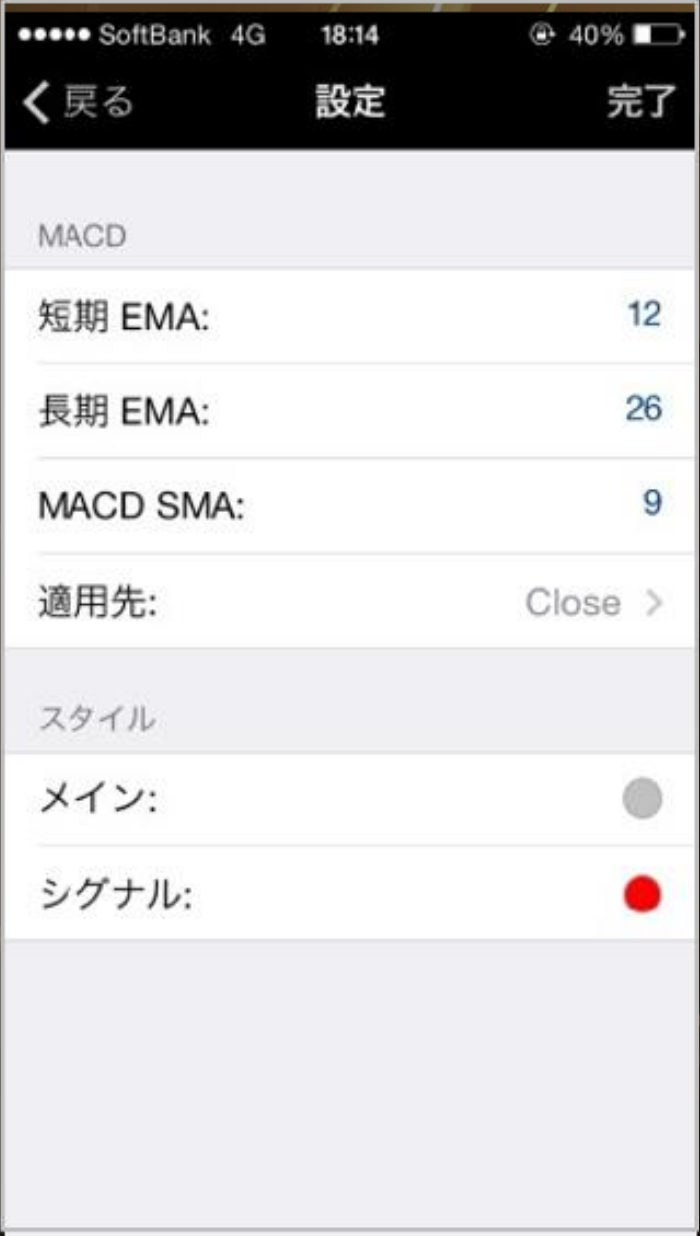 SoftBank 4G 18:14 40%
戻る 設定 完了
MACD
短期 EMA: 12
長期 EMA: 26
MACD SMA: 9
適用先: Close
スタイル
メイン:
シグナル: